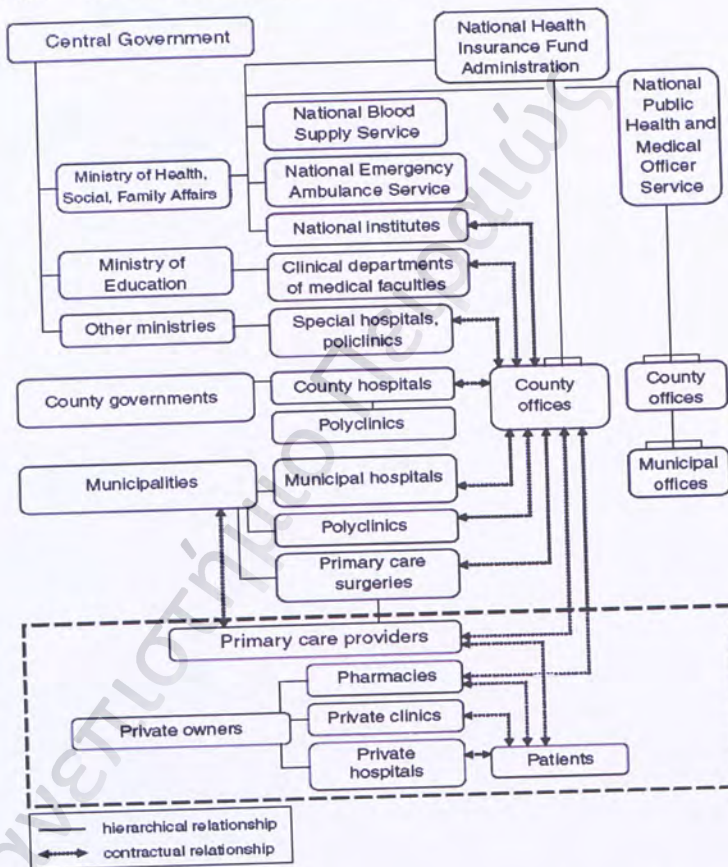 Central Government
National Health
Insurance Fund
Administration
National
Public
Health and
Medical
Officer
Service
National Blood
Supply Service
Ministry of Health,
Social, Family Affairs
National Emergency
Ambulance Service
National institutes
Ministry of
Education
Clinical departments
of medical faculties
Other ministries
Special hospitals,
policlinics
County governments
County hospitals
Polyclinics
County
offices
County
offices
Municipal
offices
Municipalities
Municipal hospitals
Polyclinics
Primary care
surgeries
Primary care providers
Pharmacies
Private owners
Private clinics
Private
hospitals
Patients
hierarchical relationship
contractual relationship
Πανεπιστήμιο Πειραιώς